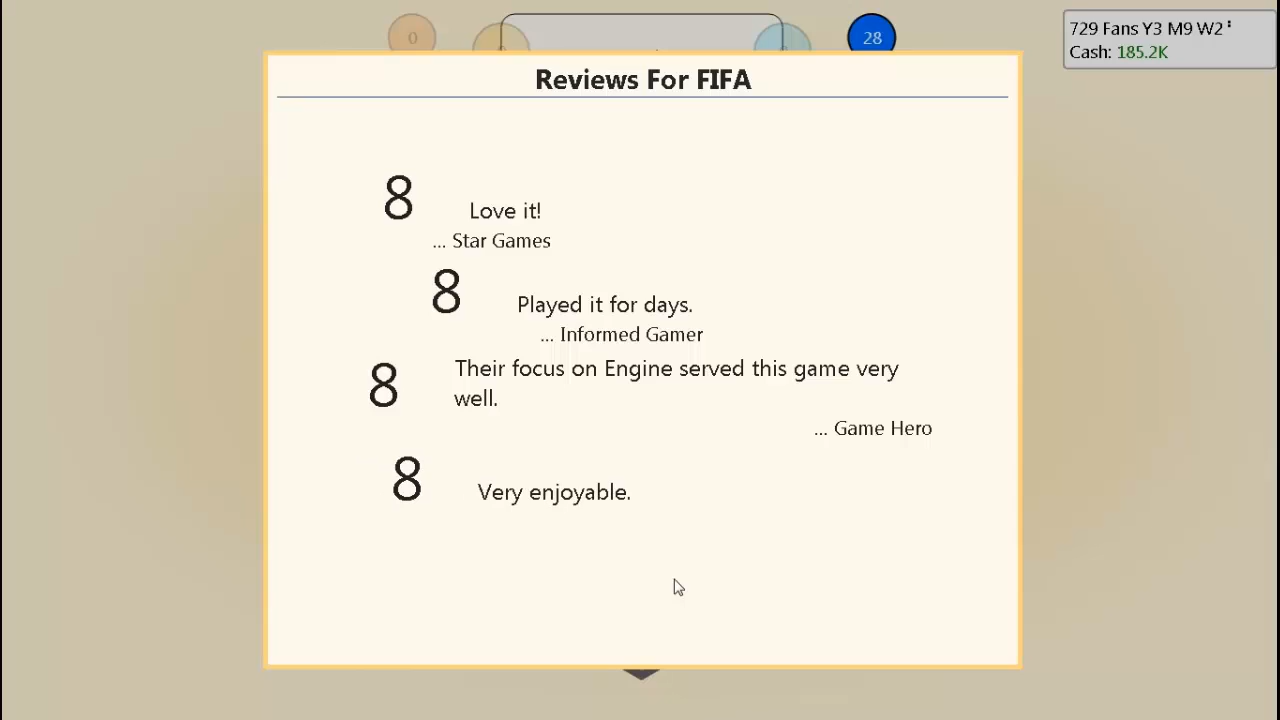 0
28
729 Fans Y3 M9 W2
Cash: 185.2K
Reviews For FIFA
8 Love it!
... Star Games
8 Played it for days.
... Informed Gamer
8 Their focus on Engine served this game very
well.
... Game Hero
8 Very enjoyable.